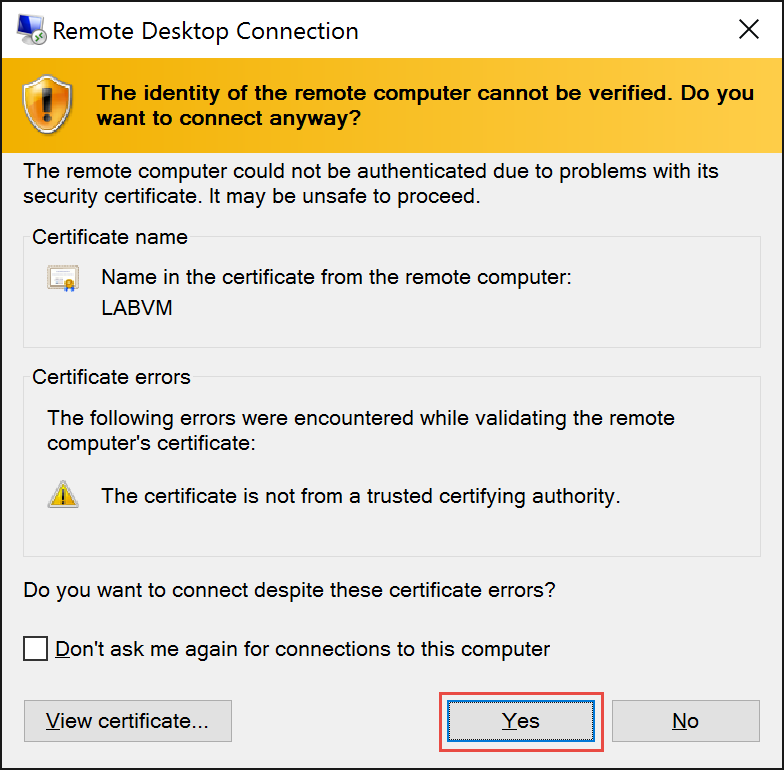 Remote Desktop Connection
The identity of the remote computer cannot be verified. Do you
want to connect anyway?
The remote computer could not be authenticated due to problems with its
security certificate. It may be unsafe to proceed.
Certificate name
Name in the certificate from the remote computer:
LABVM
Certificate errors
The following errors were encountered while validating the remote
computer's certificate:
The certificate is not from a trusted certifying authority.
Do you want to connect despite these certificate errors?
Don't ask me again for connections to this computer
View certificate... Yes No